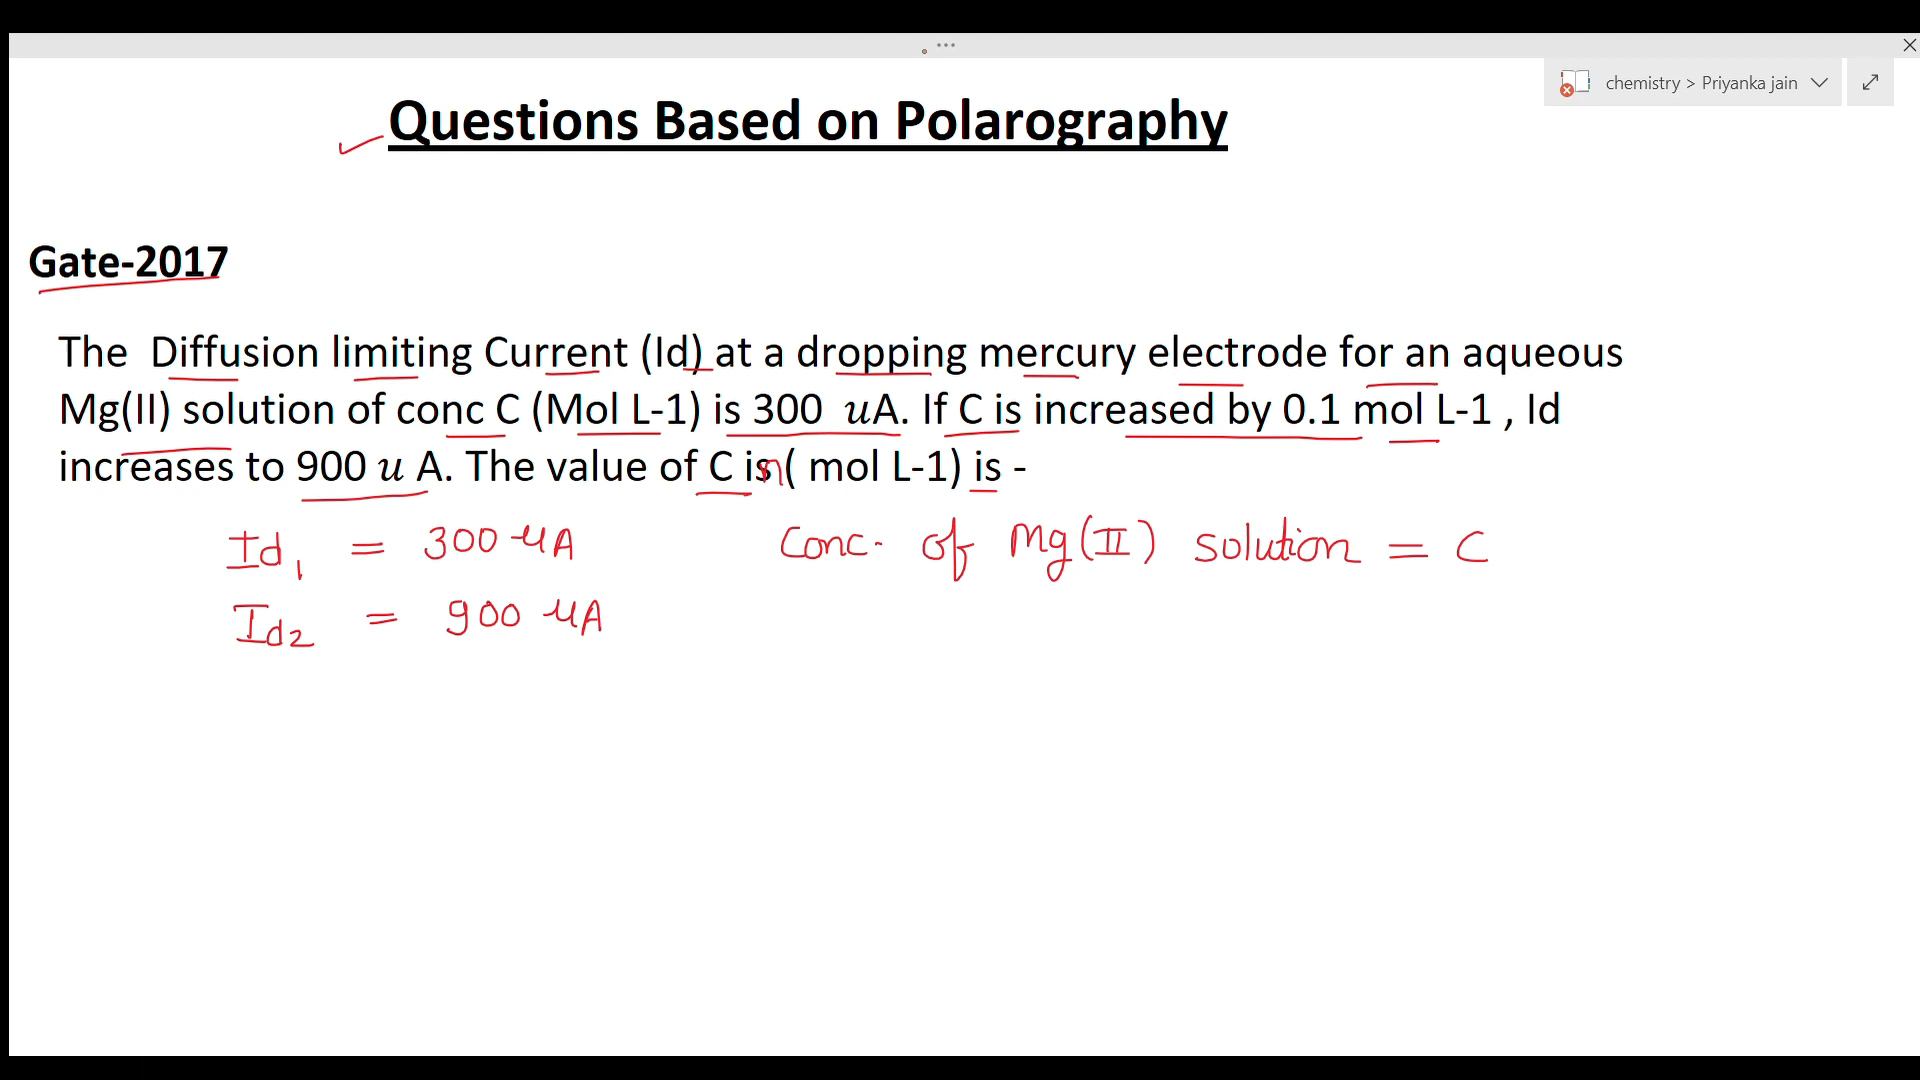 chemistry > Priyanka jain
Questions Based on Polarography
Gate-2017
The Diffusion limiting Current (Id) at a dropping mercury electrode for an aqueous
Mg(II) solution of conc C (Mol L-1) is 300 uA. If C is increased by 0.1 mol L-1 , Id
increases to 900 u A. The value of C in ( mol L-1) is -
Id1 = 300 µA Conc. of Mg(II) solution = C
Id2 = 900 µA